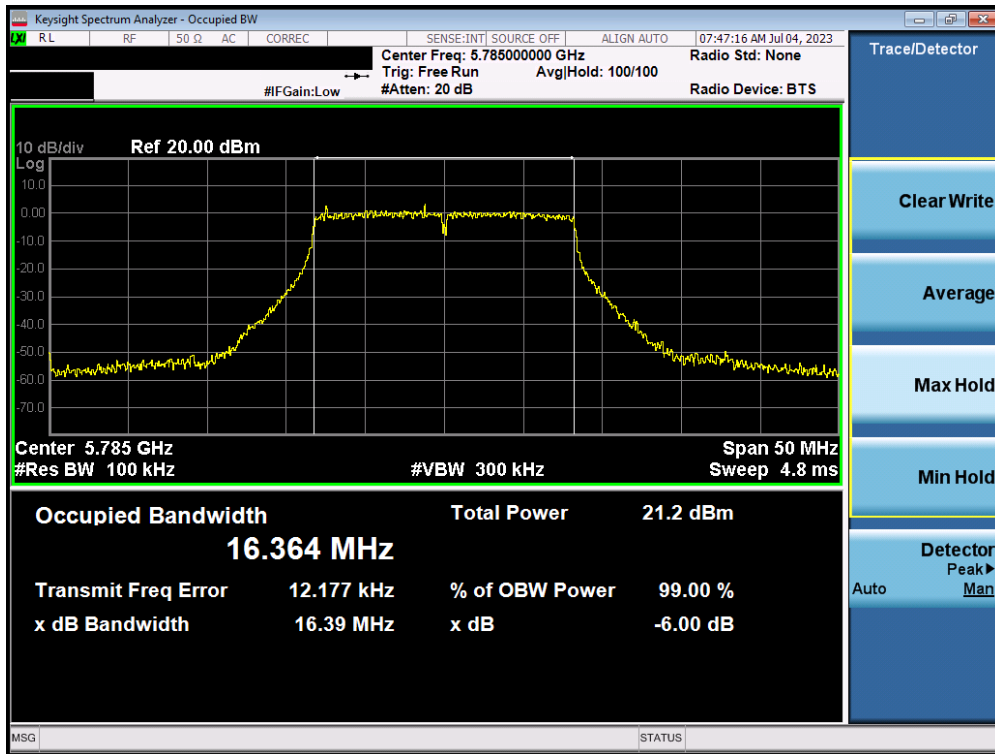 Keysight Spectrum Analyzer - Occupied BW
LXI RL RF 50 Ω AC CORREC SENSE:INT SOURCE OFF ALIGN AUTO 07:47:16 AM Jul 04, 2023
Center Freq: 5.785000000 GHz Radio Std: None
Trig: Free Run Avg|Hold: 100/100
#IFGain:Low #Atten: 20 dB Radio Device: BTS
Trace/Detector
10 dB/div Ref 20.00 dBm
Log
10.0
0.00
-10.0
-20.0
-30.0
-40.0
-50.0
-60.0
-70.0
Center 5.785 GHz Span 50 MHz
#Res BW 100 kHz #VBW 300 kHz Sweep 4.8 ms
Occupied Bandwidth Total Power 21.2 dBm
16.364 MHz
Transmit Freq Error 12.177 kHz % of OBW Power 99.00 %
x dB Bandwidth 16.39 MHz x dB -6.00 dB
Clear Write
Average
Max Hold
Min Hold
Detector
Peak▶
Auto Man
MSG STATUS